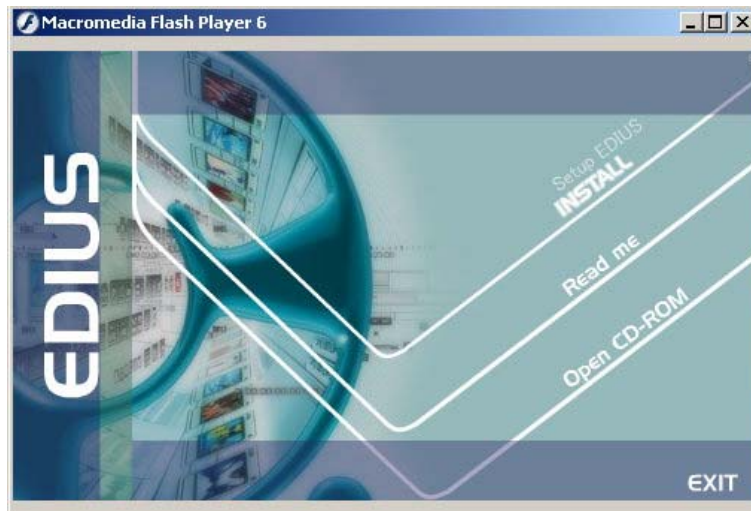 Macromedia Flash Player 6
EDIUS
Setup EDIUS
INSTALL
Read me
Open CD-ROM
EXIT